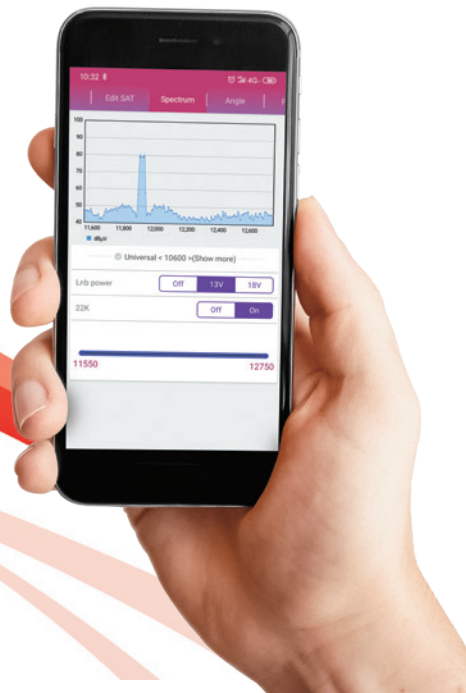 10:32
4G
Edit SAT Spectrum Angle
100
90
80
70
60
50
40
11,600 11,800 12,000 12,200 12,400 12,600
dBμV
Universal < 10600 >(Show more)
Lnb power Off 13V 18V
22K Off On
11550 12750